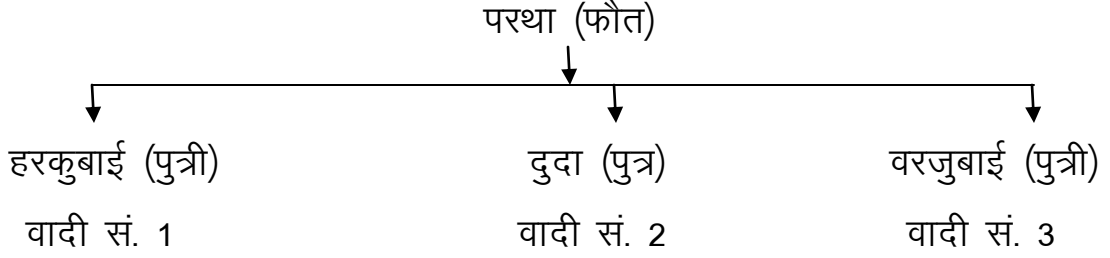 परथा (फौत)
हरकुबाई (पुत्री) दुदा (पुत्र) वरजुबाई (पुत्री)
वादी सं. 1 वादी सं. 2 वादी सं. 3